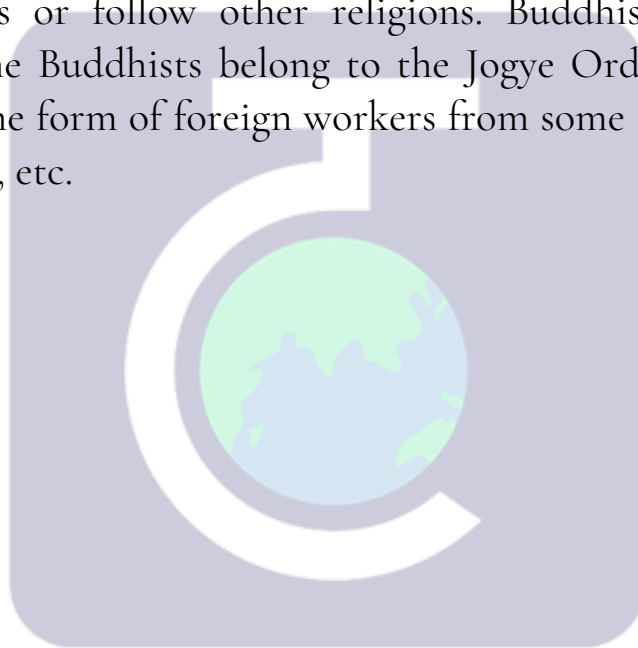 or follow other religions.
Buddhists belong to the Jogye
form of foreign workers from some
, etc.